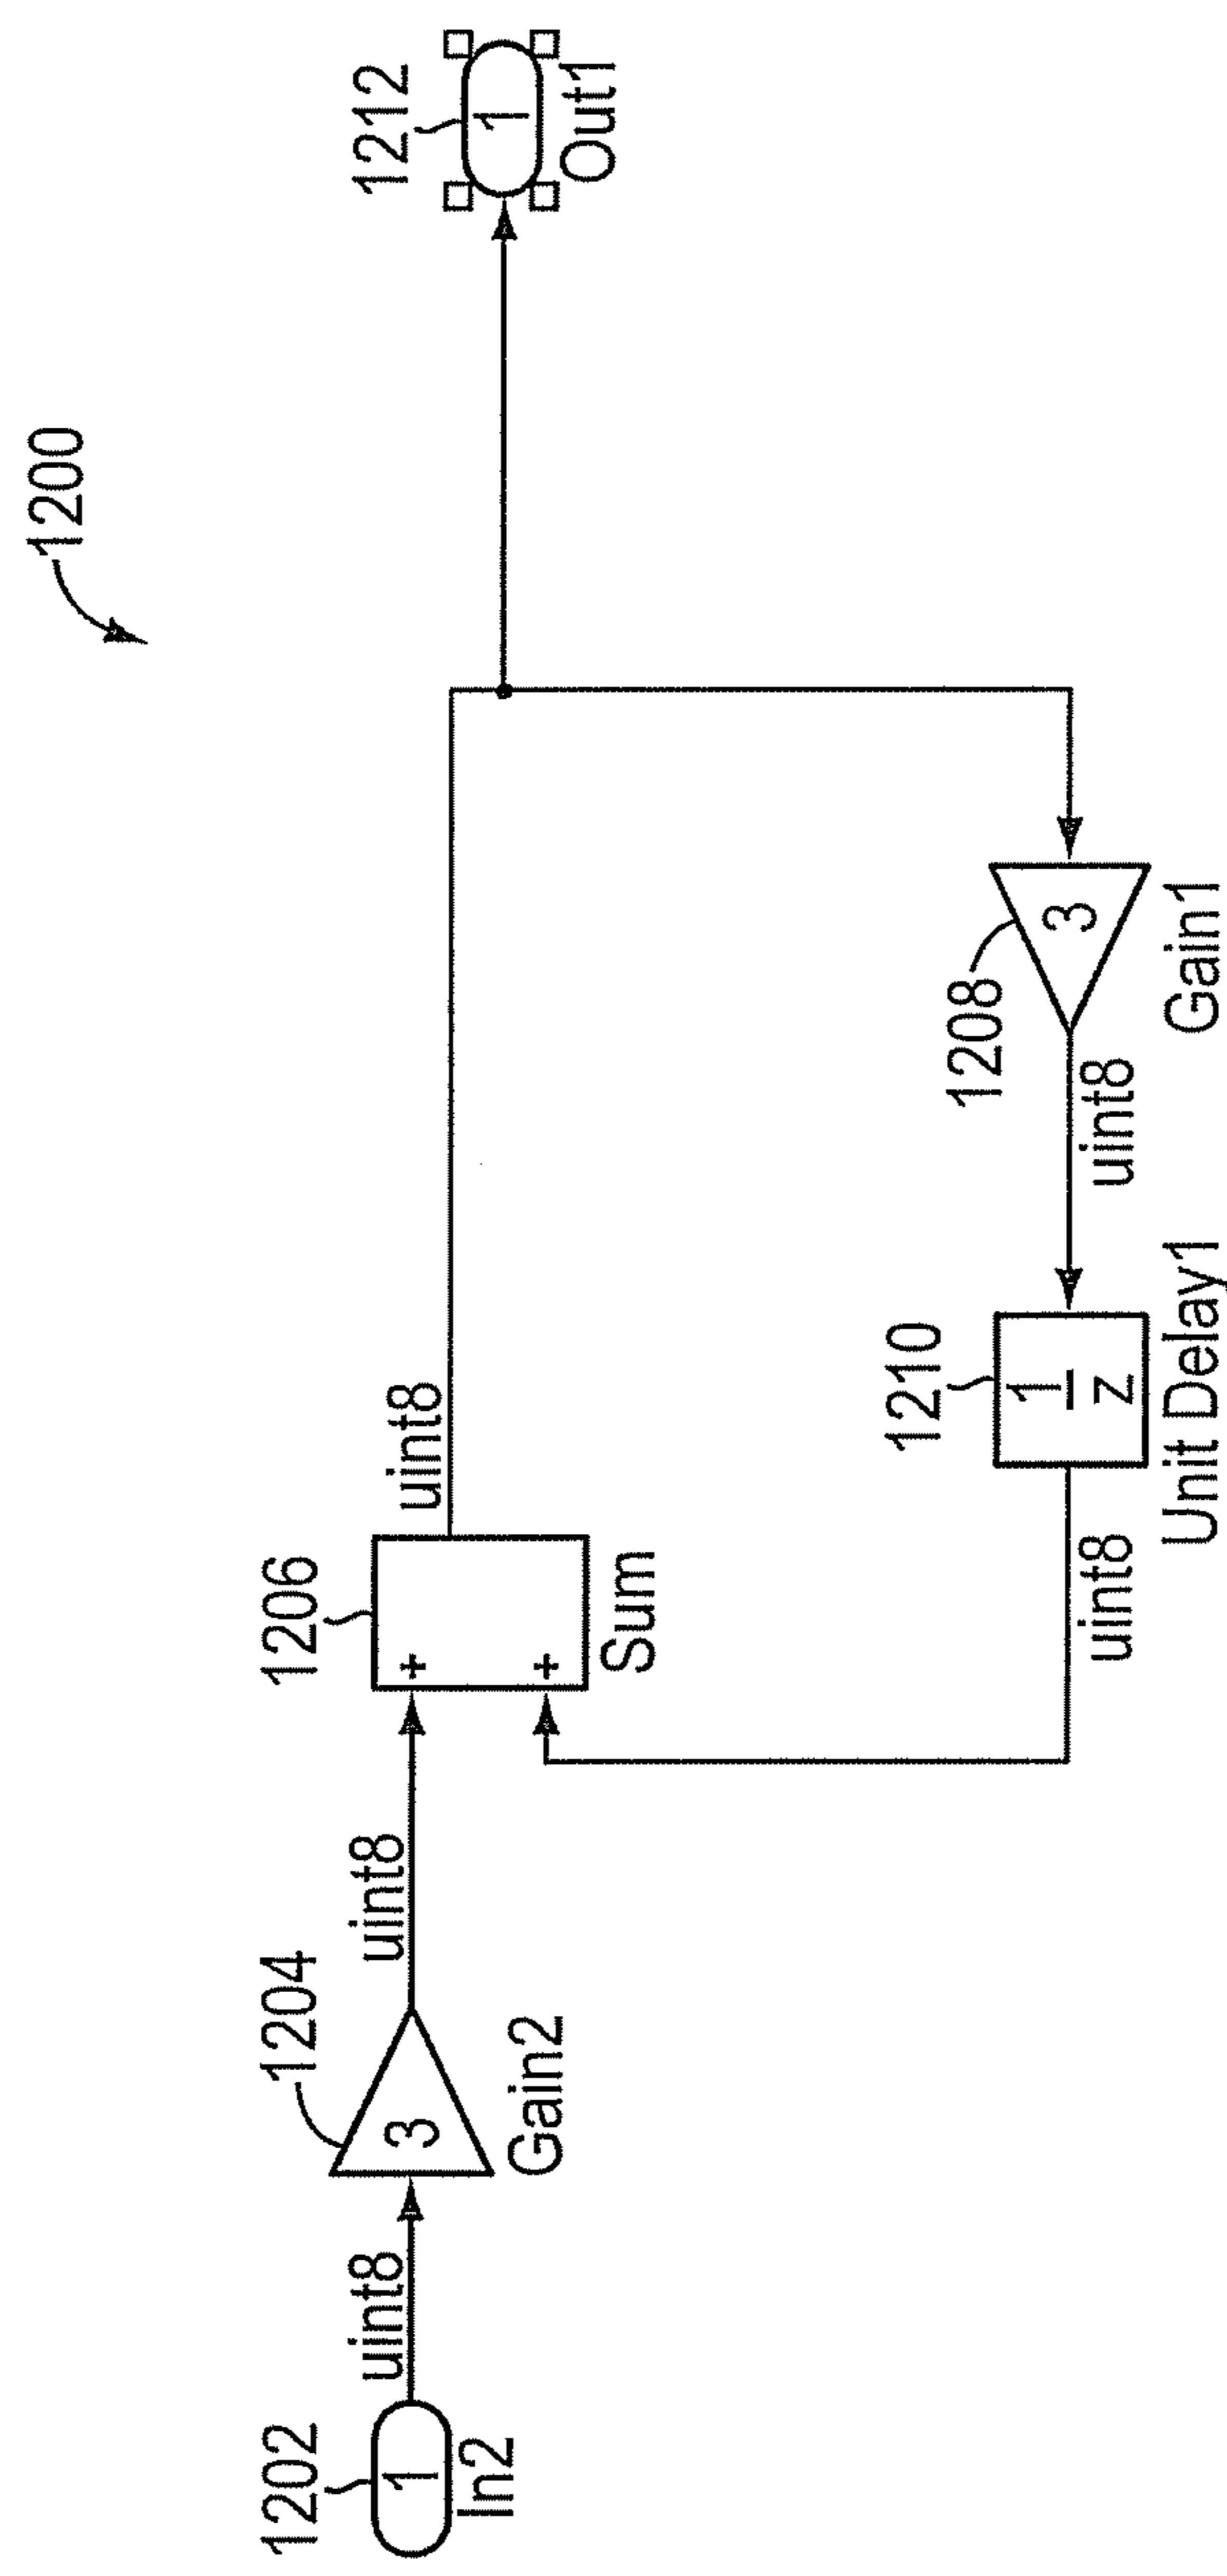 1200
1202
1
In2
uint8
1204
3
Gain2
uint8
1206
+
+
Sum
uint8
1212
1
Out1
1208
3
Gain1
uint8
1210
1
z
Unit Delay1
uint8